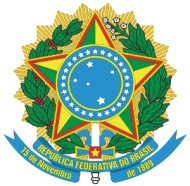 REPÚBLICA FEDERATIVA DO BRASIL
15 de Novembro de 1889